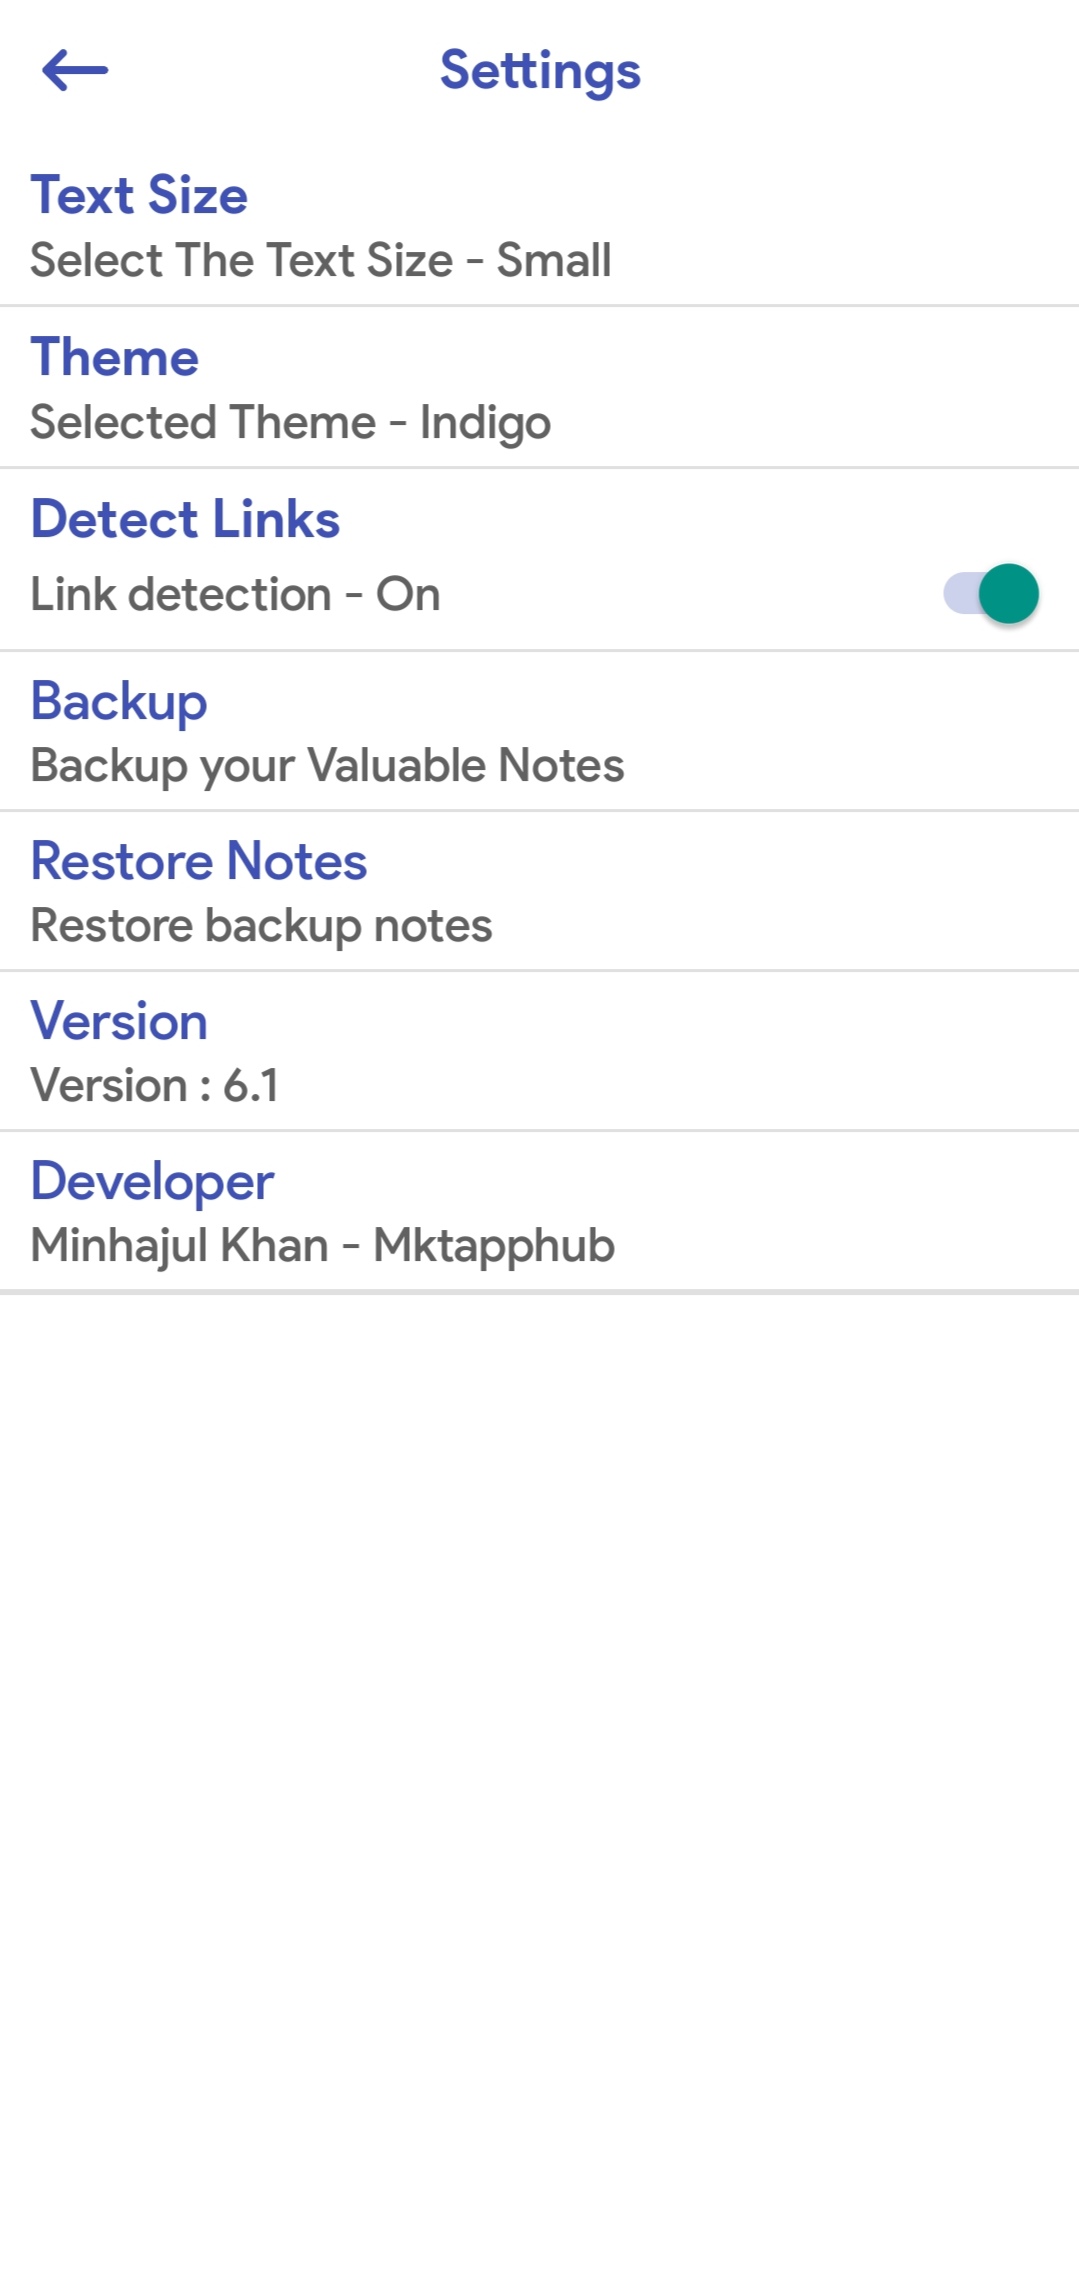 Settings
Text Size
Select The Text Size - Small
Theme
Selected Theme - Indigo
Detect Links
Link detection - On
Backup
Backup your Valuable Notes
Restore Notes
Restore backup notes
Version
Version : 6.1
Developer
Minhajul Khan - Mktapphub